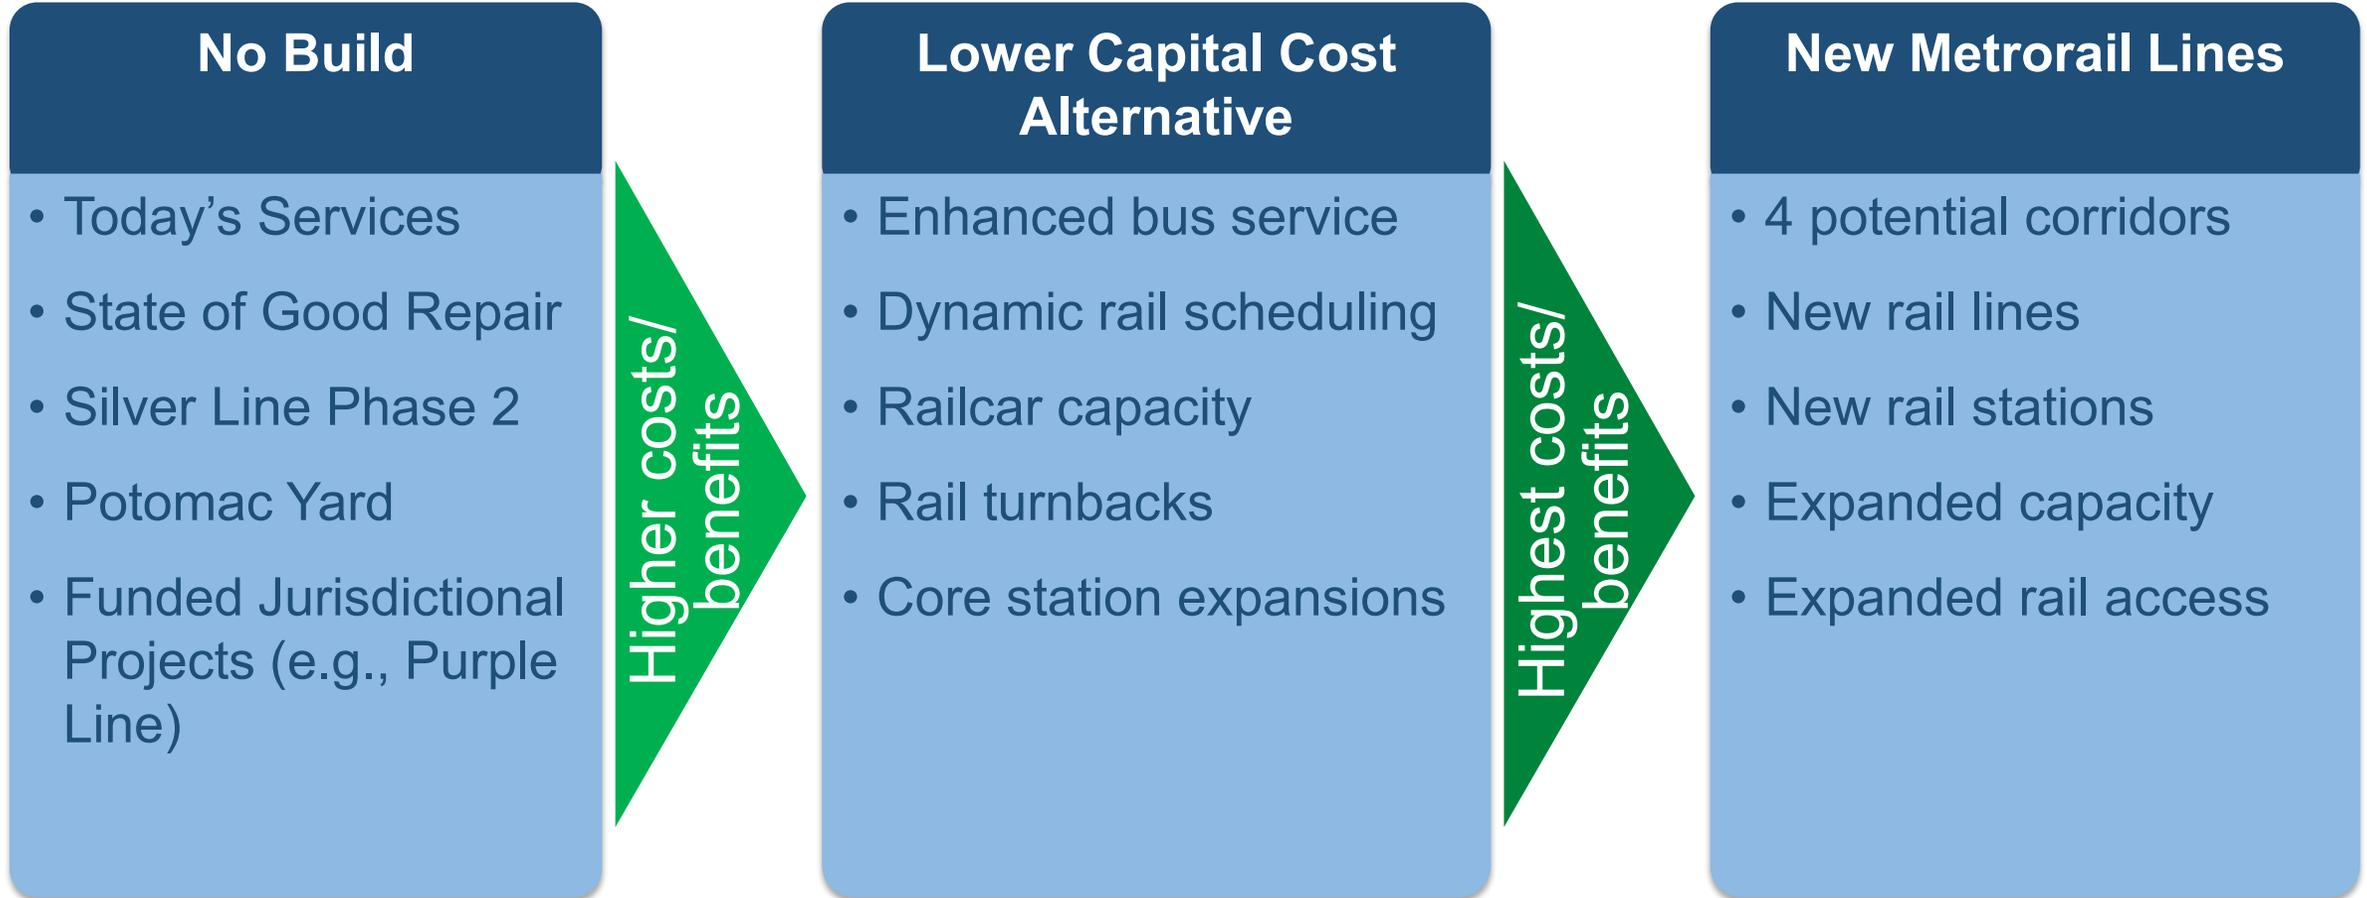 No Build
• Today’s Services
• State of Good Repair
• Silver Line Phase 2
• Potomac Yard
• Funded Jurisdictional
Projects (e.g., Purple
Line)
Higher costs/
benefits
Lower Capital Cost
Alternative
• Enhanced bus service
• Dynamic rail scheduling
• Railcar capacity
• Rail turnbacks
• Core station expansions
Highest costs/
benefits
New Metrorail Lines
• 4 potential corridors
• New rail lines
• New rail stations
• Expanded capacity
• Expanded rail access